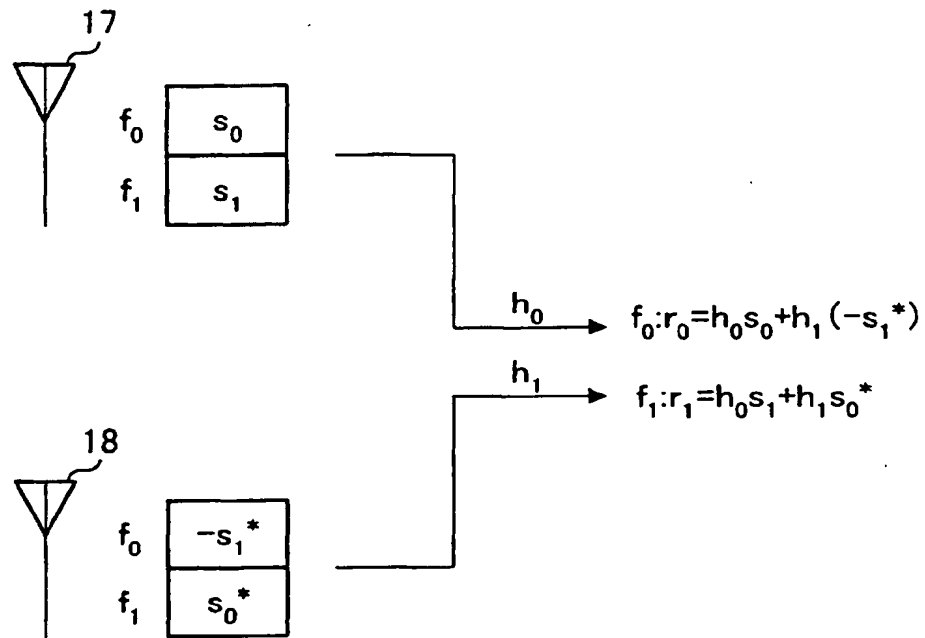 17
f₀ s₀
f₁ s₁
h₀
f₀:r₀=h₀s₀+h₁(-s₁*)
h₁
f₁:r₁=h₀s₁+h₁s₀*
18
f₀ -s₁*
f₁ s₀*